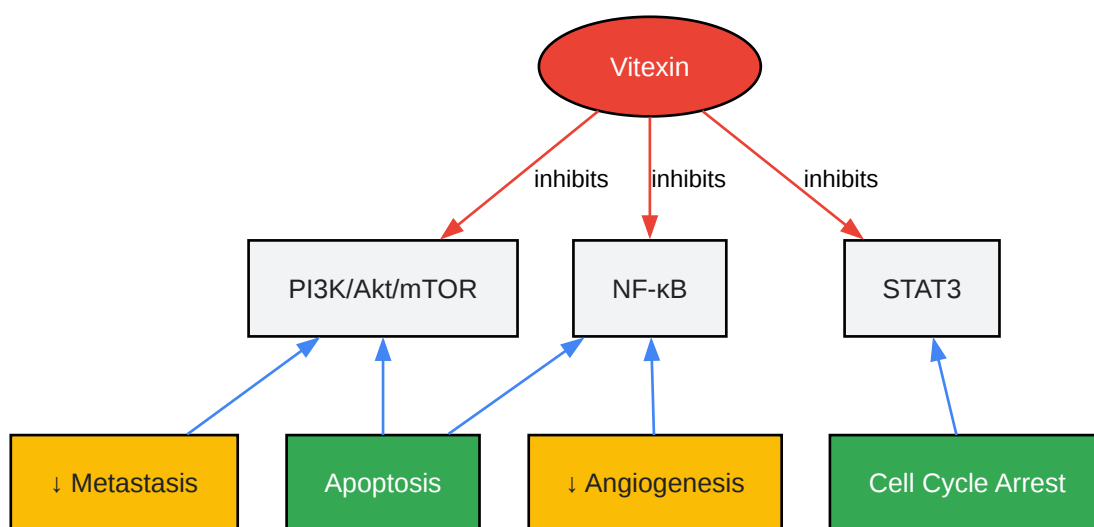 Vitexin
inhibits
inhibits
inhibits
PI3K/Akt/mTOR
NF-κB
STAT3
↓ Metastasis
Apoptosis
↓ Angiogenesis
Cell Cycle Arrest